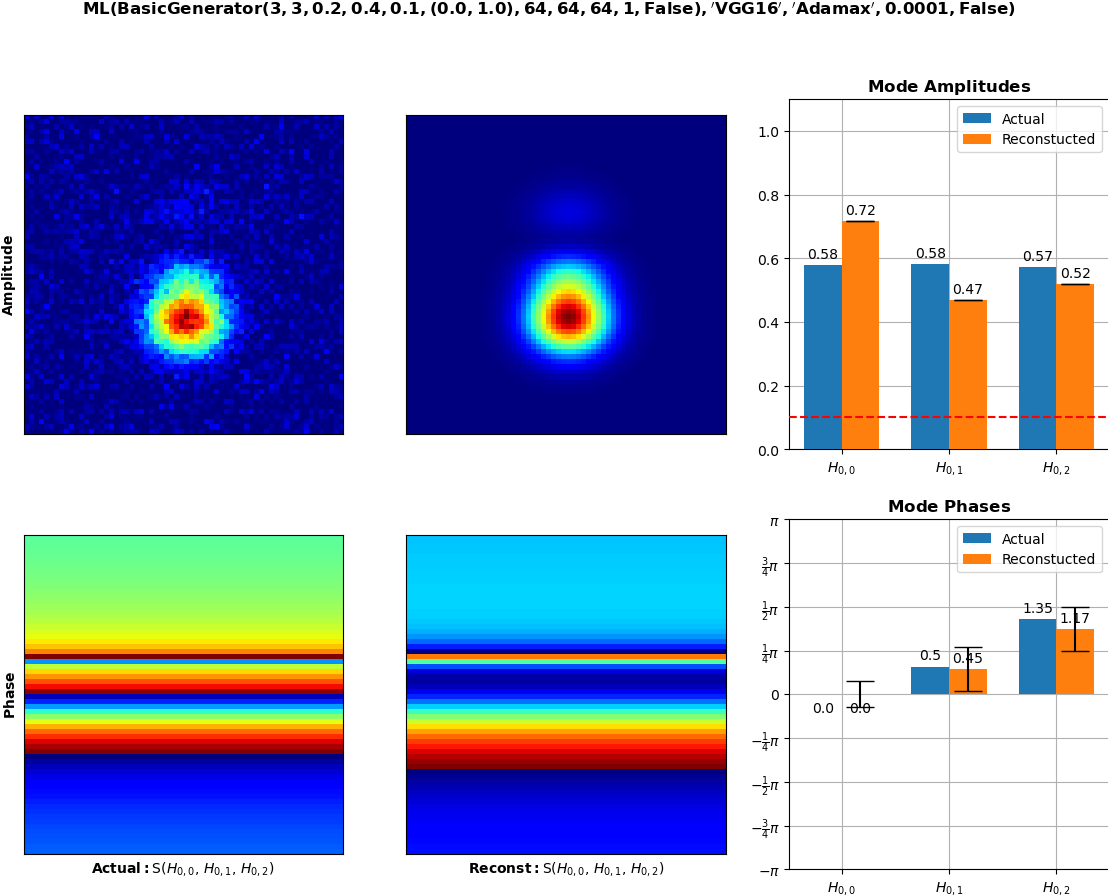 ML(BasicGenerator(3, 3, 0.2, 0.4, 0.1, (0.0, 1.0), 64, 64, 64, 1, False), ′VGG16′, ′Adamax′, 0.0001, False)
Amplitude
Mode Amplitudes
Actual
Reconstucted
1.0
0.8
0.6
0.4
0.2
0.0
0.58
0.72
0.58
0.47
0.57
0.52
H0,0
H0,1
H0,2
Phase
Actual: S(H0,0, H0,1, H0,2)
Reconst: S(H0,0, H0,1, H0,2)
Mode Phases
Actual
Reconstucted
π
3/4π
1/2π
1/4π
0
−1/4π
−1/2π
−3/4π
−π
0.0
0.0
0.5
0.45
1.35
1.17
H0,0
H0,1
H0,2